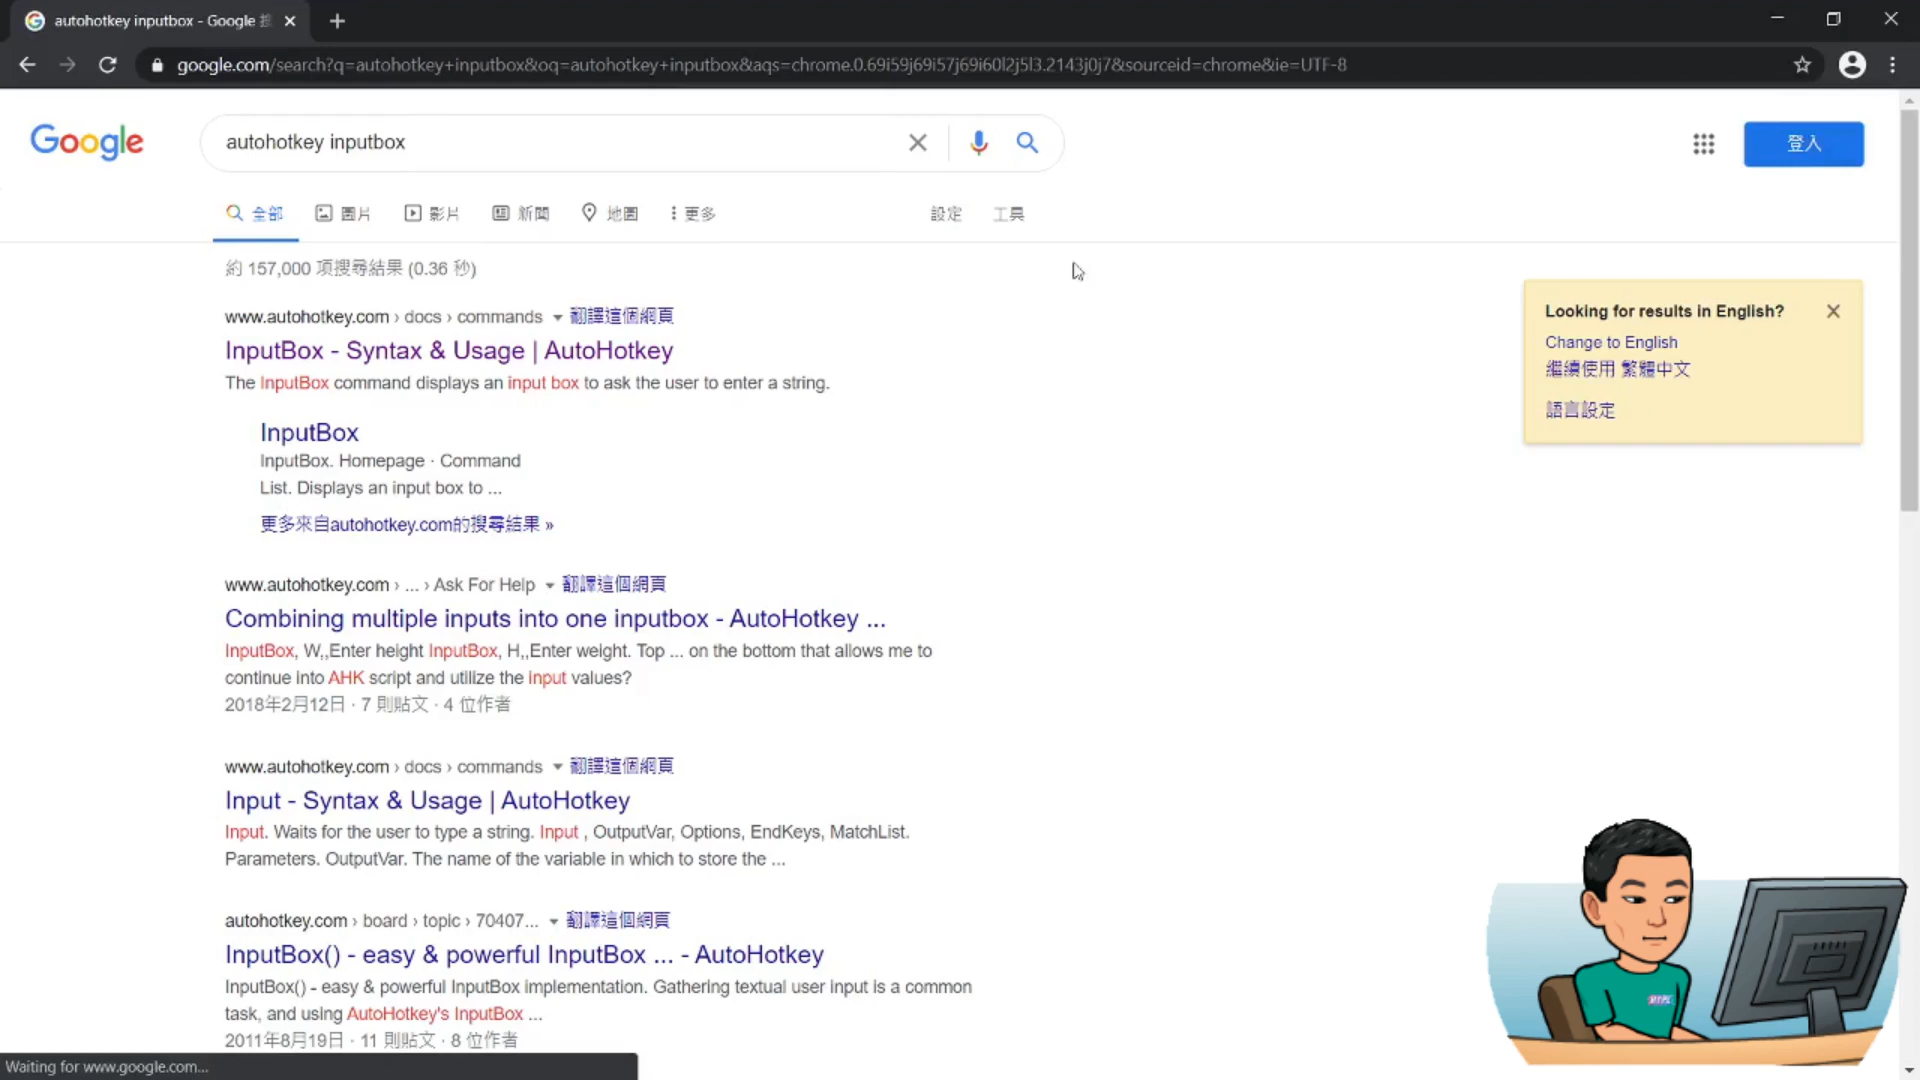 autohotkey inputbox - Google 搜
google.com/search?q=autohotkey+inputbox&oq=autohotkey+inputbox&aqs=chrome.0.69i59j69i57j69i60l2j5l3.2143j0j7&sourceid=chrome&ie=UTF-8
Google
autohotkey inputbox
登入
全部
圖片
影片
新聞
地圖
更多
設定
工具
約 157,000 項搜尋結果 (0.36 秒)
www.autohotkey.com › docs › commands 翻譯這個網頁
InputBox - Syntax & Usage | AutoHotkey
The InputBox command displays an input box to ask the user to enter a string.
InputBox
InputBox. Homepage · Command
List. Displays an input box to ...
更多來自autohotkey.com的搜尋結果 »
www.autohotkey.com › ... › Ask For Help 翻譯這個網頁
Combining multiple inputs into one inputbox - AutoHotkey ...
InputBox, W,,Enter height InputBox, H,,Enter weight. Top ... on the bottom that allows me to
continue into AHK script and utilize the Input values?
2018年2月12日 · 7 則貼文 · 4 位作者
www.autohotkey.com › docs › commands 翻譯這個網頁
Input - Syntax & Usage | AutoHotkey
Input. Waits for the user to type a string. Input , OutputVar, Options, EndKeys, MatchList.
Parameters. OutputVar. The name of the variable in which to store the ...
autohotkey.com › board › topic › 70407... 翻譯這個網頁
InputBox() - easy & powerful InputBox ... - AutoHotkey
InputBox() - easy & powerful InputBox implementation. Gathering textual user input is a common
task, and using AutoHotkey's InputBox ...
2011年8月19日 · 11 則貼文 · 8 位作者
Looking for results in English?
Change to English
繼續使用 繁體中文
語言設定
Waiting for www.google.com...